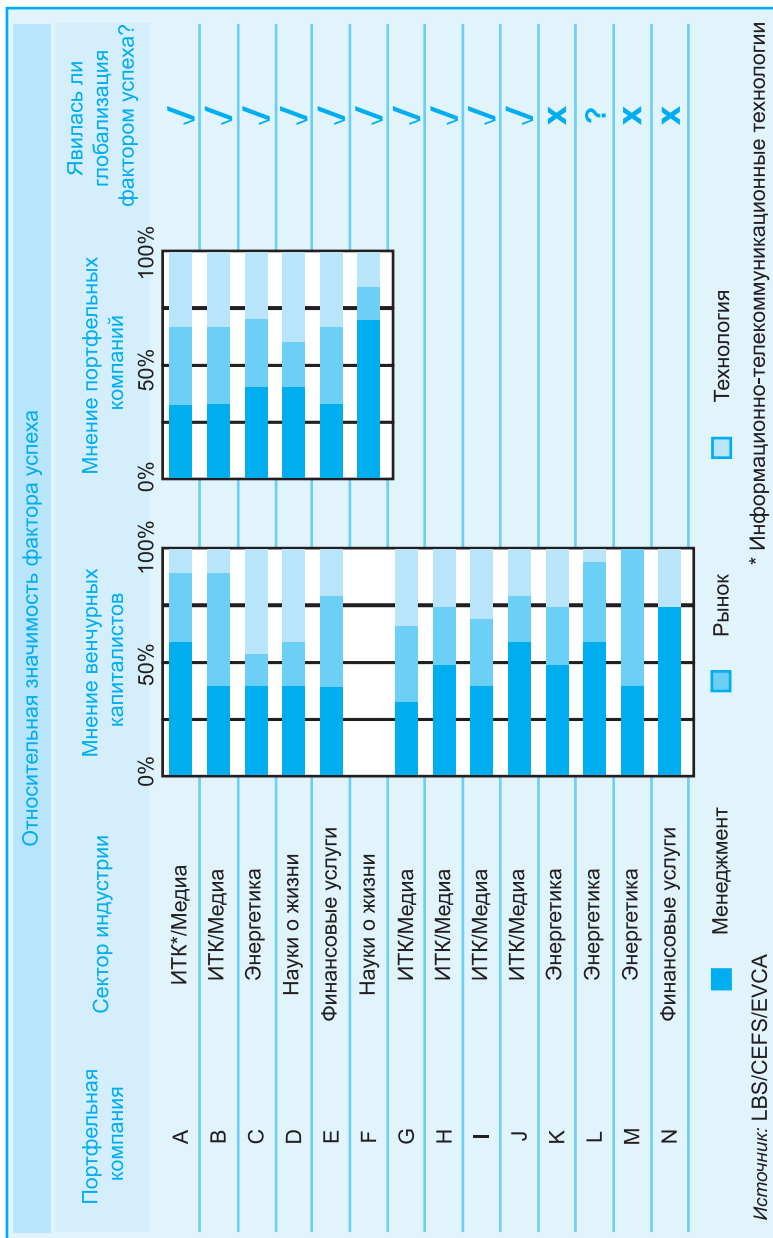 Относительная значимость фактора успеха
Портфельная
компания
Сектор индустрии
Мнение венчурных
капиталистов
Мнение портфельных
компаний
Явилась ли
глобализация
фактором успеха?
0% 50% 100%
0% 50% 100%
A ИТК*/Медиа √
B ИТК/Медиа √
C Энергетика √
D Науки о жизни √
E Финансовые услуги √
F Науки о жизни √
G ИТК/Медиа √
H ИТК/Медиа √
I ИТК/Медиа √
J ИТК/Медиа √
K Энергетика x
L Энергетика ?
M Энергетика x
N Финансовые услуги x
Менеджмент Рынок Технология
Источник: LBS/CEFS/EVCA * Информационно-телекоммуникационные технологии